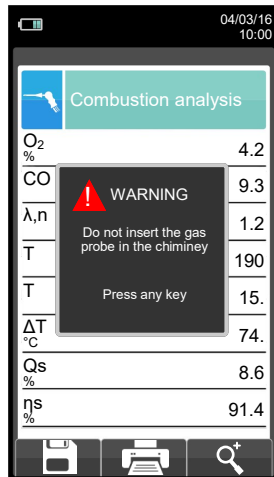 04/03/16
10:00
Combustion analysis
O2
%
4.2
CO
9.3
λ,n
1.2
T
190
T
15.
ΔT
°C
74.
Qs
%
8.6
ηs
%
91.4
! WARNING
Do not insert the gas
probe in the chiminey
Press any key